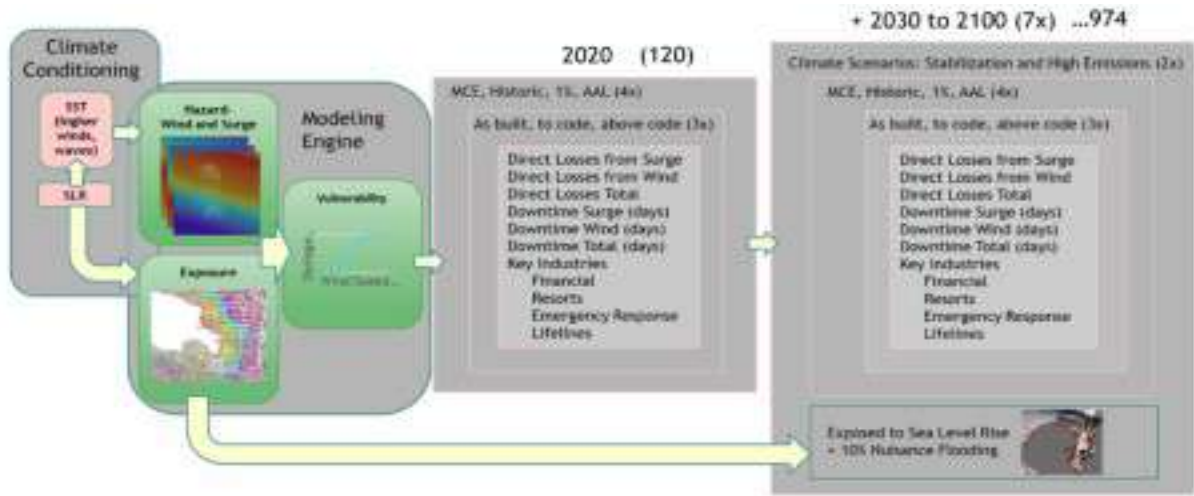 + 2030 to 2100 (7x) ...974
2020 (120)
Climate
Conditioning
SST
(higher
winds,
waves)
SLR
Hazard-
Wind and Surge
Modeling
Engine
Vulnerability
Wind Speed...
Exposure
MCE, Historic, 1%, AAL (4x)
As built, to code, above code (3x)
Direct Losses from Surge
Direct Losses from Wind
Direct Losses Total
Downtime Surge (days)
Downtime Wind (days)
Downtime Total (days)
Key Industries
Financial
Resorts
Emergency Response
Lifelines
Climate Scenarios: Stabilization and High Emissions (2x)
MCE, Historic, 1%, AAL (4x)
As built, to code, above code (3x)
Direct Losses from Surge
Direct Losses from Wind
Direct Losses Total
Downtime Surge (days)
Downtime Wind (days)
Downtime Total (days)
Key Industries
Financial
Resorts
Emergency Response
Lifelines
Exposed to Sea Level Rise
+ 10% Nuisance Flooding